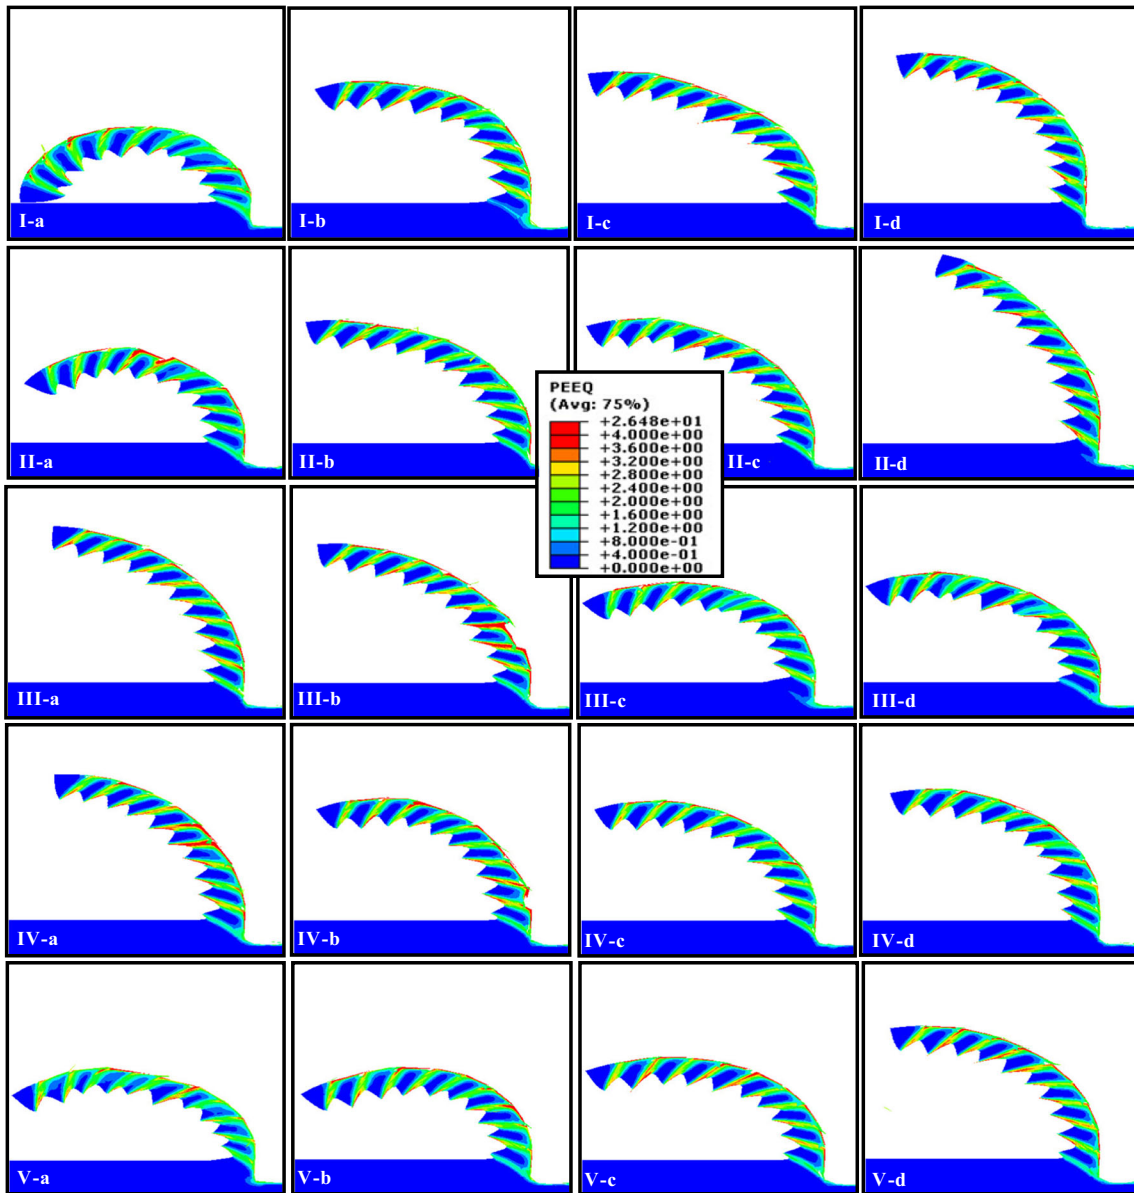 I-a
I-b
I-c
I-d
II-a
II-b
II-c
II-d
PEEQ
(Avg: 75%)
+2.648e+01
+4.000e+00
+3.600e+00
+3.200e+00
+2.800e+00
+2.400e+00
+2.000e+00
+1.600e+00
+1.200e+00
+8.000e-01
+4.000e-01
+0.000e+00
III-a
III-b
III-c
III-d
IV-a
IV-b
IV-c
IV-d
V-a
V-b
V-c
V-d